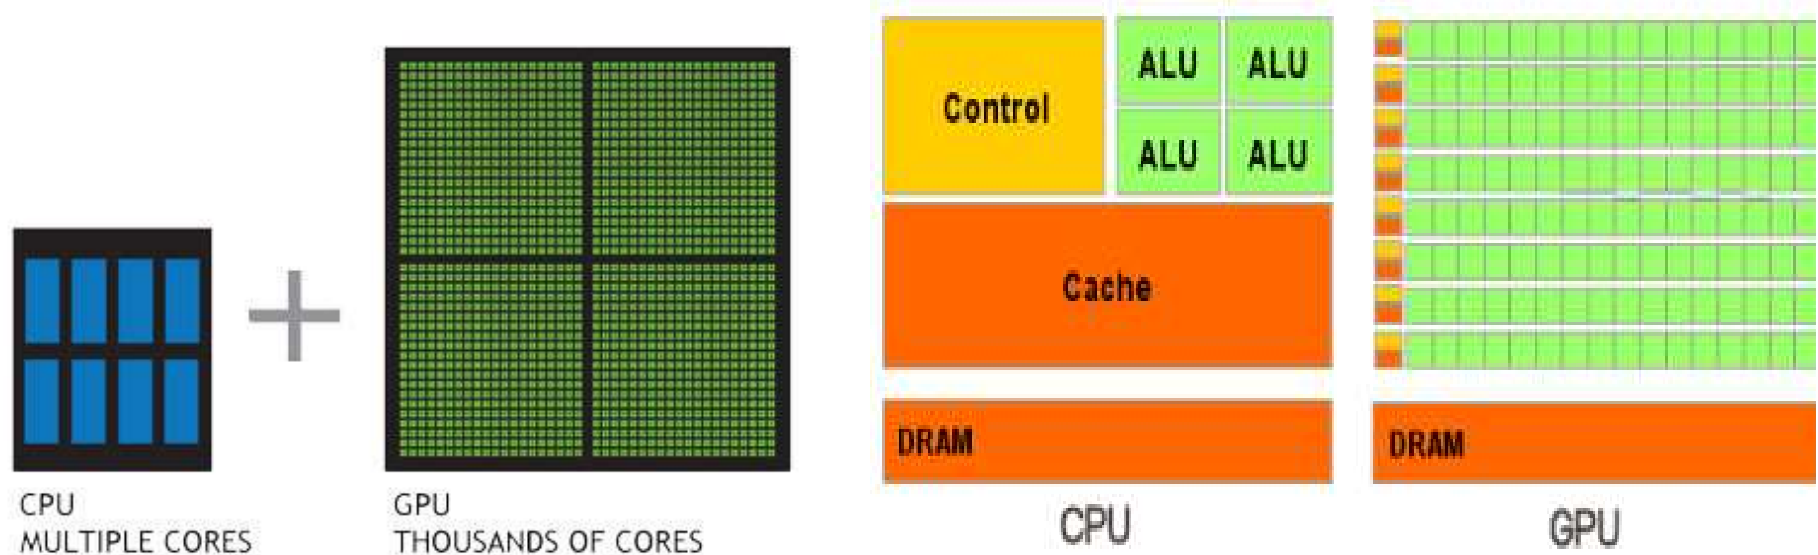 CPU
MULTIPLE CORES
GPU
THOUSANDS OF CORES
Control
ALU ALU
ALU ALU
Cache
DRAM
CPU
DRAM
GPU